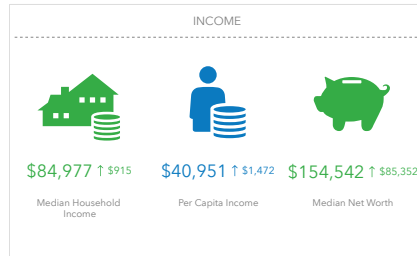 INCOME
$84,977 ↑ $915
$40,951 ↑ $1,472
$154,542 ↑ $85,352
Median Household
Income
Per Capita Income
Median Net Worth